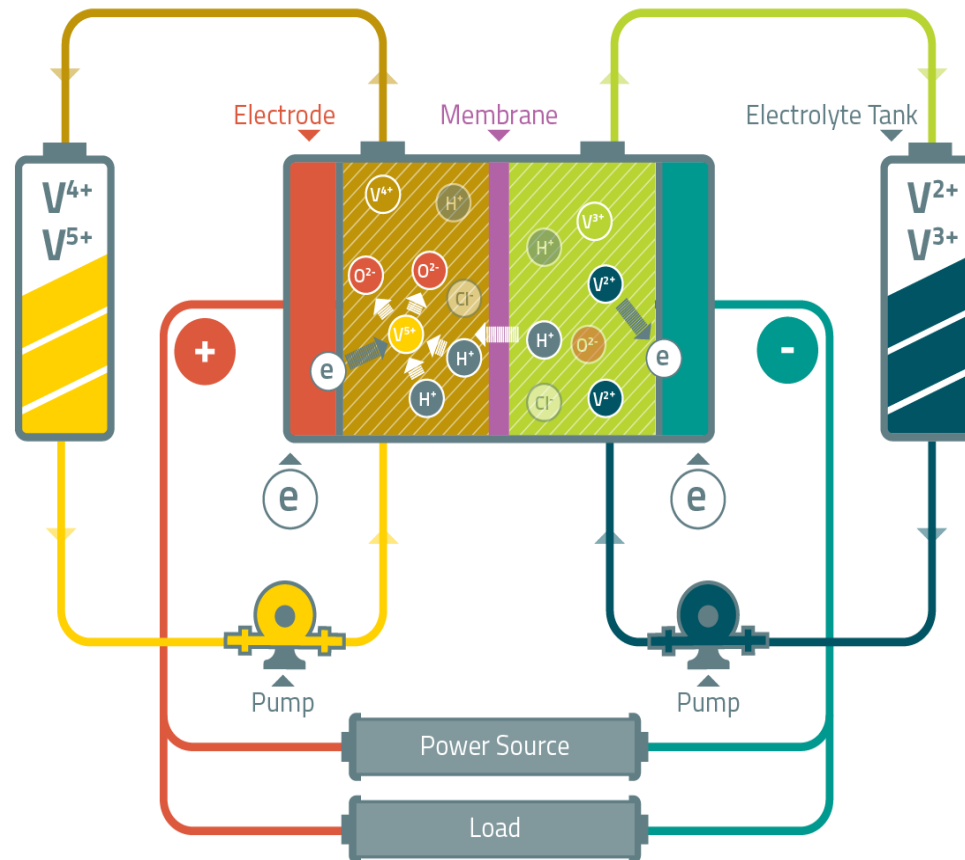 Electrode
Membrane
Electrolyte Tank
V⁴⁺
V⁵⁺
V²⁺
V³⁺
V⁴⁺
H⁺
V³⁺
H⁺
O²⁻
O²⁻
Cl⁻
V²⁺
V⁵⁺
H⁺
H⁺
O²⁻
H⁺
Cl⁻
V²⁺
+
-
e
e
e
e
Pump
Pump
Power Source
Load